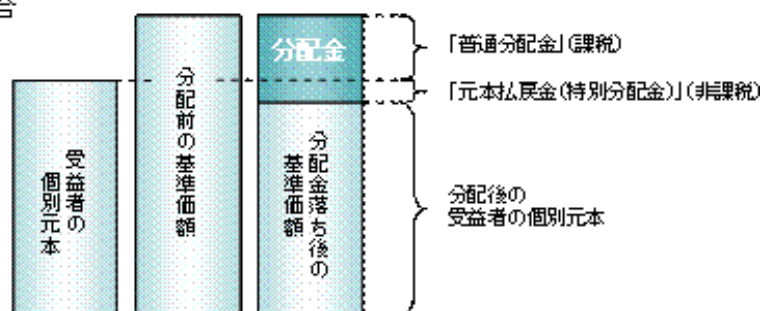 合
受益者の
個別元本
分配前の基準価額
分配金
分配金落ち後の
基準価額
「普通分配金」(課税)
「元本払戻金(特別分配金)」(非課税)
分配後の
受益者の個別元本